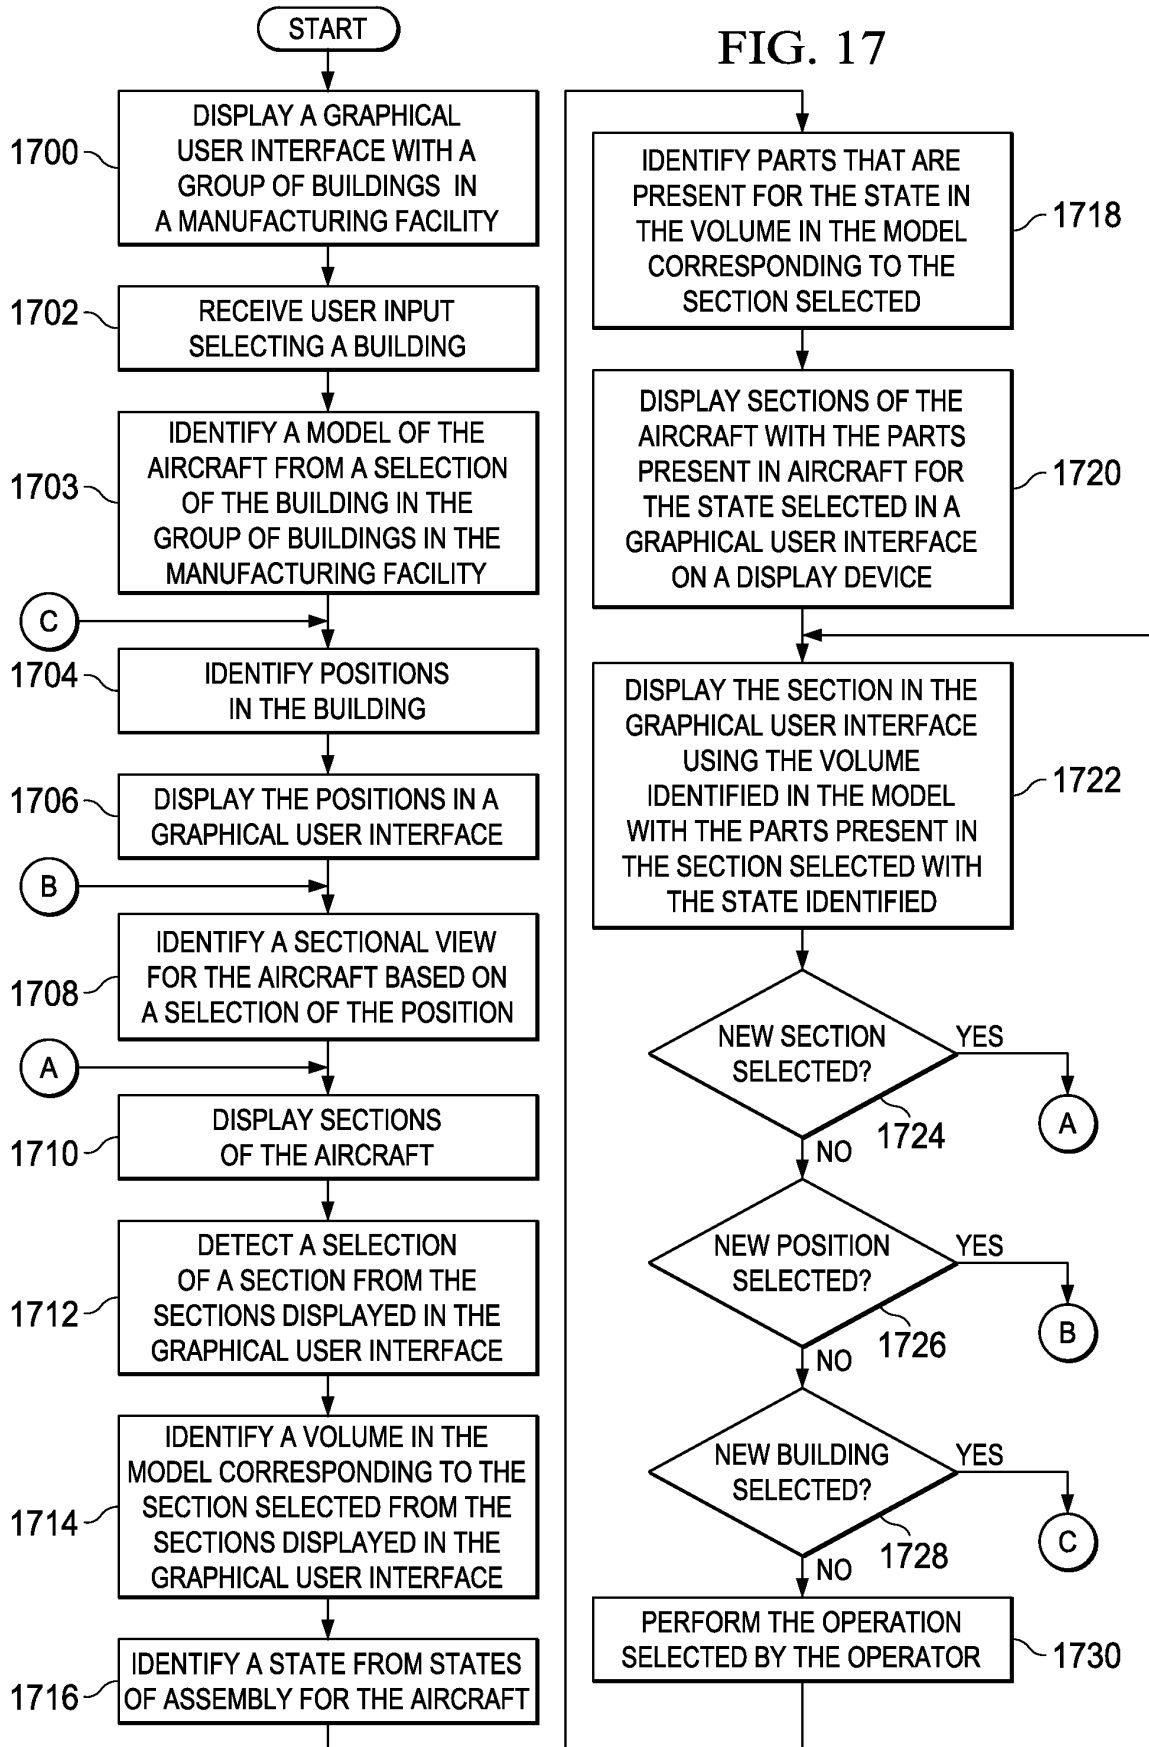 FIG. 17
START
1700
DISPLAY A GRAPHICAL
USER INTERFACE WITH A
GROUP OF BUILDINGS IN
A MANUFACTURING FACILITY
1702
RECEIVE USER INPUT
SELECTING A BUILDING
1703
IDENTIFY A MODEL OF THE
AIRCRAFT FROM A SELECTION
OF THE BUILDING IN THE
GROUP OF BUILDINGS IN THE
MANUFACTURING FACILITY
C
1704
IDENTIFY POSITIONS
IN THE BUILDING
1706
DISPLAY THE POSITIONS IN A
GRAPHICAL USER INTERFACE
B
1708
IDENTIFY A SECTIONAL VIEW
FOR THE AIRCRAFT BASED ON
A SELECTION OF THE POSITION
A
1710
DISPLAY SECTIONS
OF THE AIRCRAFT
1712
DETECT A SELECTION
OF A SECTION FROM THE
SECTIONS DISPLAYED IN THE
GRAPHICAL USER INTERFACE
1714
IDENTIFY A VOLUME IN THE
MODEL CORRESPONDING TO THE
SECTION SELECTED FROM THE
SECTIONS DISPLAYED IN THE
GRAPHICAL USER INTERFACE
1716
IDENTIFY A STATE FROM STATES
OF ASSEMBLY FOR THE AIRCRAFT
IDENTIFY PARTS THAT ARE
PRESENT FOR THE STATE IN
THE VOLUME IN THE MODEL
CORRESPONDING TO THE
SECTION SELECTED
1718
DISPLAY SECTIONS OF THE
AIRCRAFT WITH THE PARTS
PRESENT IN AIRCRAFT FOR
THE STATE SELECTED IN A
GRAPHICAL USER INTERFACE
ON A DISPLAY DEVICE
1720
DISPLAY THE SECTION IN THE
GRAPHICAL USER INTERFACE
USING THE VOLUME
IDENTIFIED IN THE MODEL
WITH THE PARTS PRESENT IN
THE SECTION SELECTED WITH
THE STATE IDENTIFIED
1722
NEW SECTION
SELECTED?
YES
1724
A
NO
NEW POSITION
SELECTED?
YES
1726
B
NO
NEW BUILDING
SELECTED?
YES
1728
C
NO
PERFORM THE OPERATION
SELECTED BY THE OPERATOR
1730